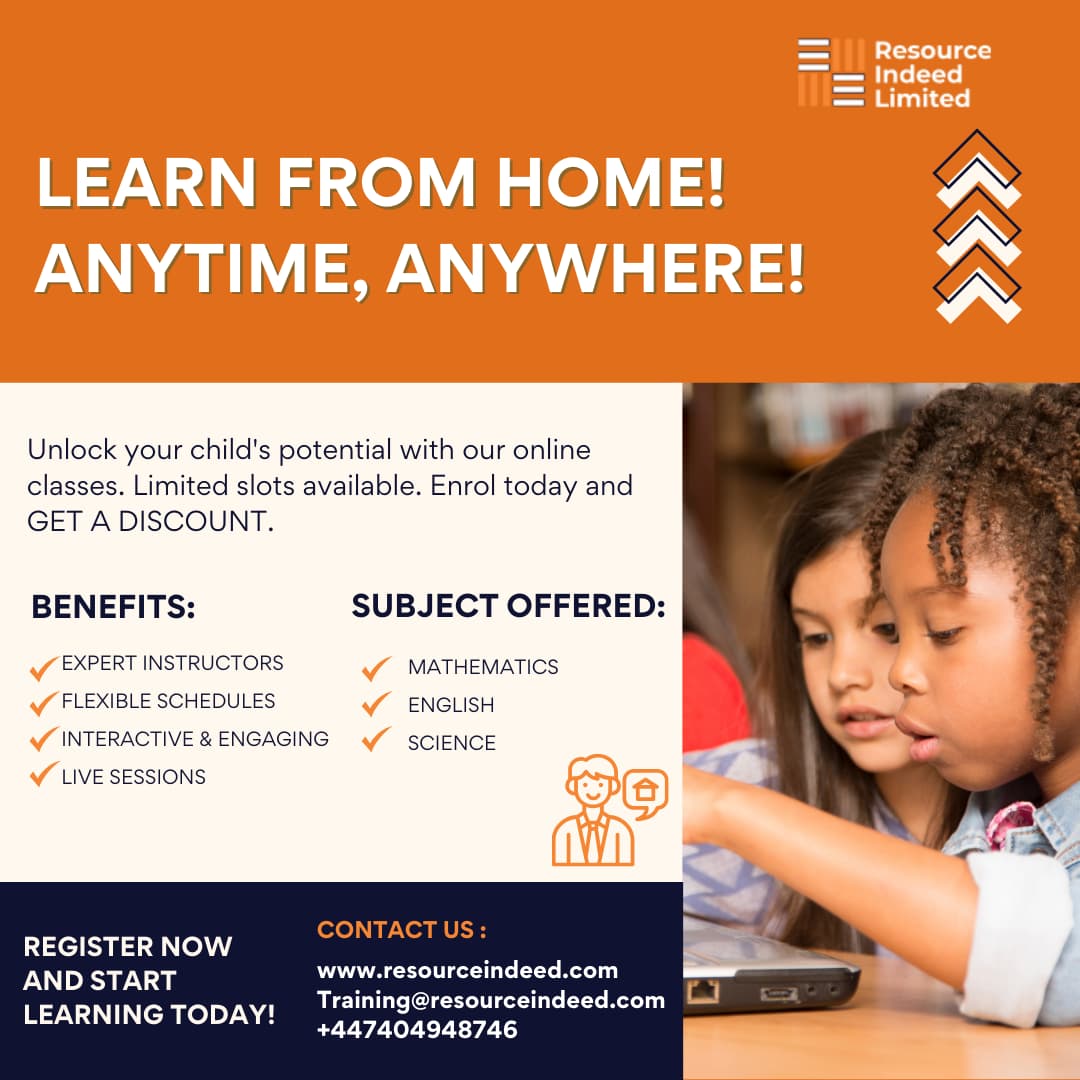 Resource
Indeed
Limited
LEARN FROM HOME!
ANYTIME, ANYWHERE!
Unlock your child's potential with our online
classes. Limited slots available. Enrol today and
GET A DISCOUNT.
BENEFITS:
EXPERT INSTRUCTORS
FLEXIBLE SCHEDULES
INTERACTIVE & ENGAGING
LIVE SESSIONS
SUBJECT OFFERED:
MATHEMATICS
ENGLISH
SCIENCE
REGISTER NOW
AND START
LEARNING TODAY!
CONTACT US :
www.resourceindeed.com
Training@resourceindeed.com
+447404948746